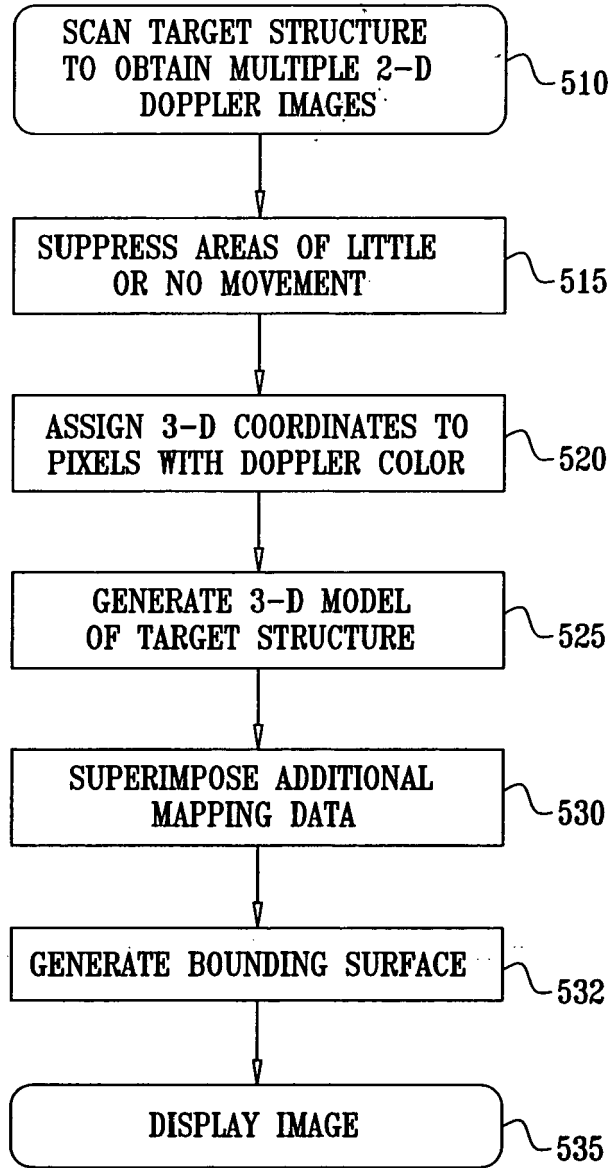 SCAN TARGET STRUCTURE
TO OBTAIN MULTIPLE 2-D
DOPPLER IMAGES
510
SUPPRESS AREAS OF LITTLE
OR NO MOVEMENT
515
ASSIGN 3-D COORDINATES TO
PIXELS WITH DOPPLER COLOR
520
GENERATE 3-D MODEL
OF TARGET STRUCTURE
525
SUPERIMPOSE ADDITIONAL
MAPPING DATA
530
GENERATE BOUNDING SURFACE
532
DISPLAY IMAGE
535